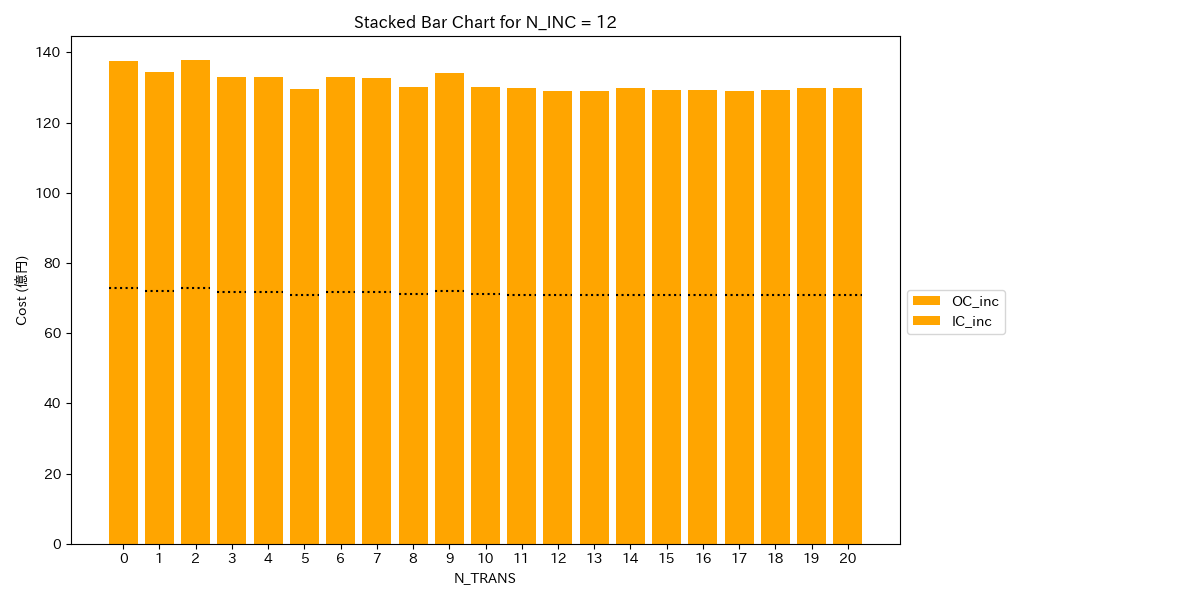 Stacked Bar Chart for N_INC = 12
Cost (億円)
140
120
100
80
60
40
20
0
0 1 2 3 4 5 6 7 8 9 10 11 12 13 14 15 16 17 18 19 20
N_TRANS
OC_inc
IC_inc